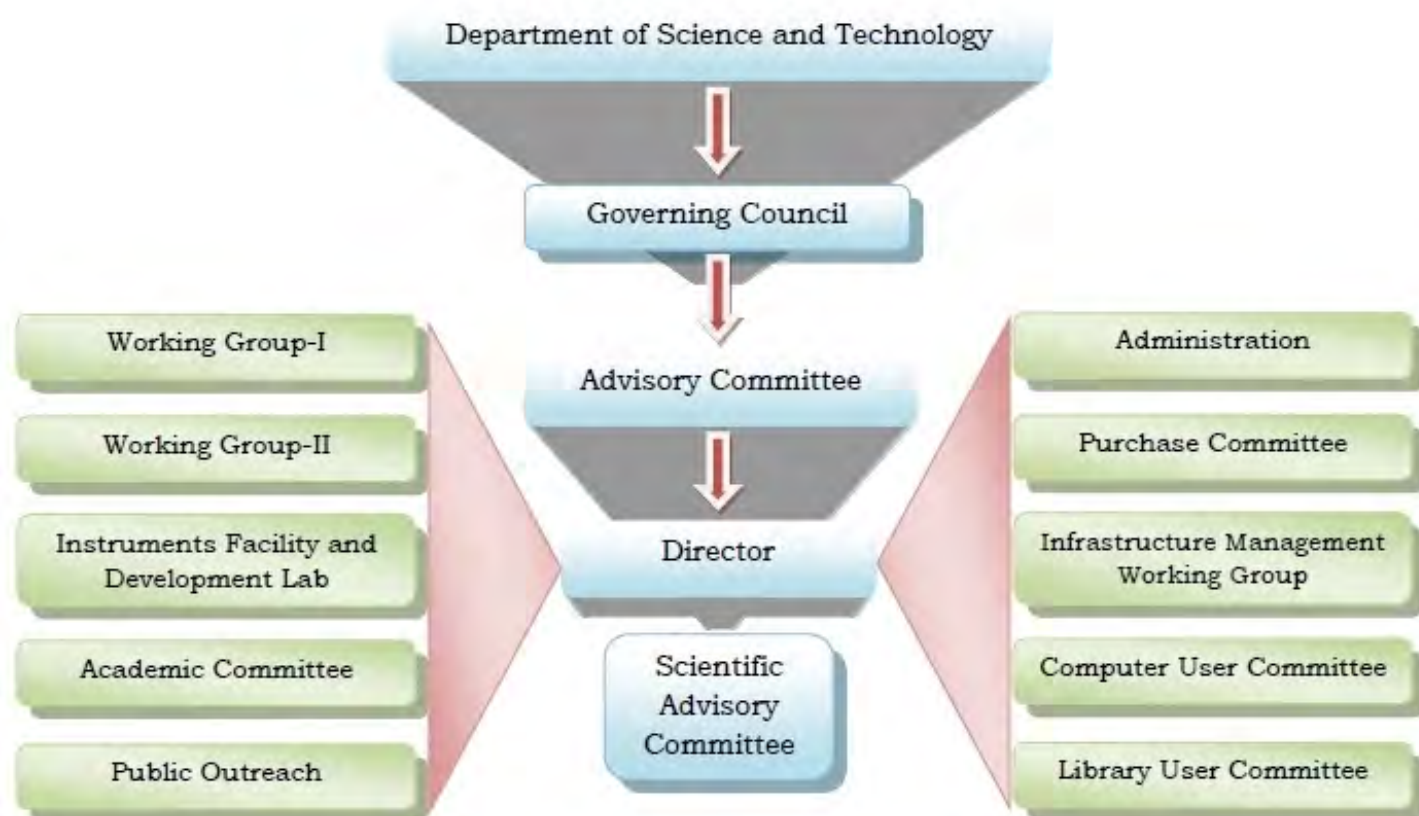 Department of Science and Technology
Governing Council
Advisory Committee
Director
Scientific
Advisory
Committee
Working Group-I
Working Group-II
Instruments Facility and
Development Lab
Academic Committee
Public Outreach
Administration
Purchase Committee
Infrastructure Management
Working Group
Computer User Committee
Library User Committee